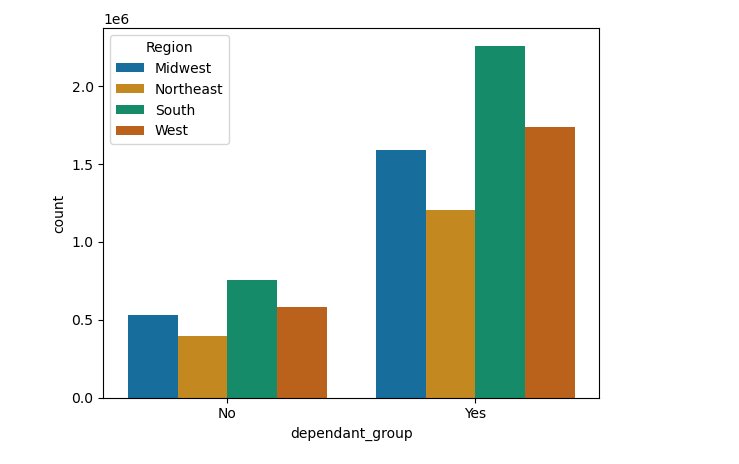 1e6
Region
Midwest
Northeast
South
West
2.0
1.5
1.0
0.5
0.0
count
No Yes
dependant_group